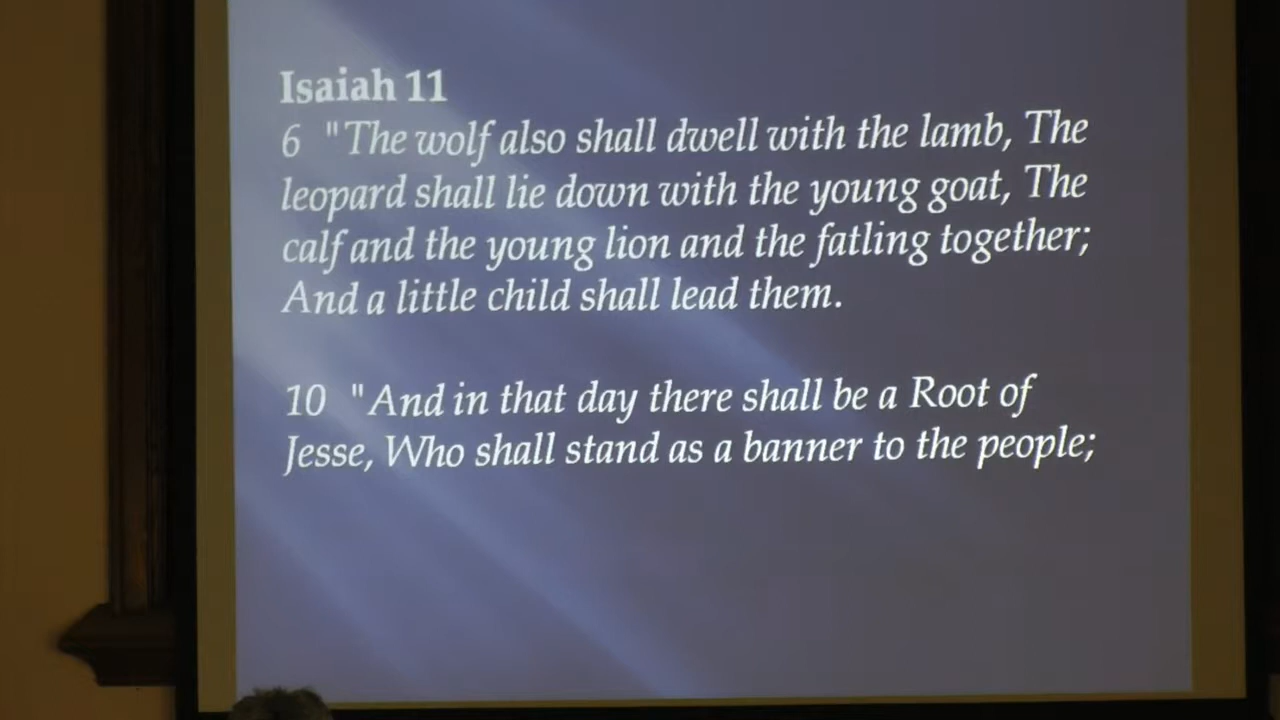 Isaiah 11
6 "The wolf also shall dwell with the lamb, The
leopard shall lie down with the young goat, The
calf and the young lion and the fatling together;
And a little child shall lead them.
10 "And in that day there shall be a Root of
Jesse, Who shall stand as a banner to the people;